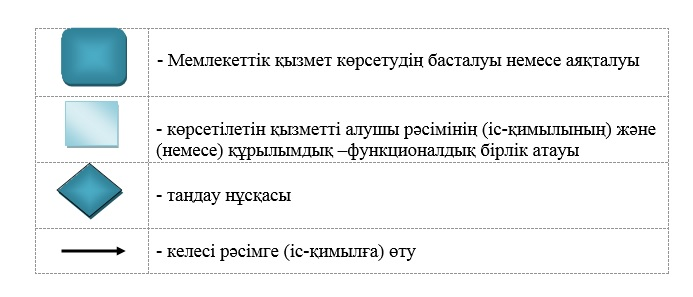 - Мемлекеттік қызмет көрсетудің басталуы немесе аяқталуы
- көрсетілетін қызметті алушы рәсімінің (іс-қимылының) және
(немесе) құрылымдық –функционалдық бірлік атауы
- таңдау нұсқасы
- келесі рәсімге (іс-қимылға) өту